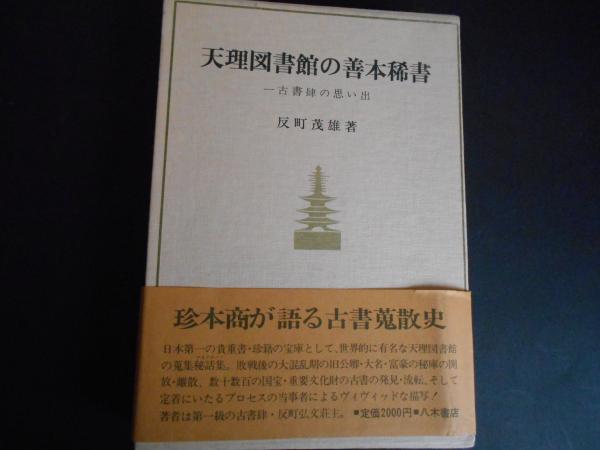 天理図書館の善本稀書
一古書肆の思い出
反町茂雄著
珍本商が語る古書蒐散史
日本第一の貴重書・珍籍の宝庫として、世界的に有名な天理図書館
の蒐集秘話集。敗戦後の大混乱期の旧公卿・大名・富豪の秘庫の開
放・離散、数十数百の国宝・重要文化財の古書の発見・流転、そして
定着にいたるプロセスの当事者によるヴィヴィッドな描写！
著者は第一級の古書肆・反町弘文荘主。■定価2000円■八木書店